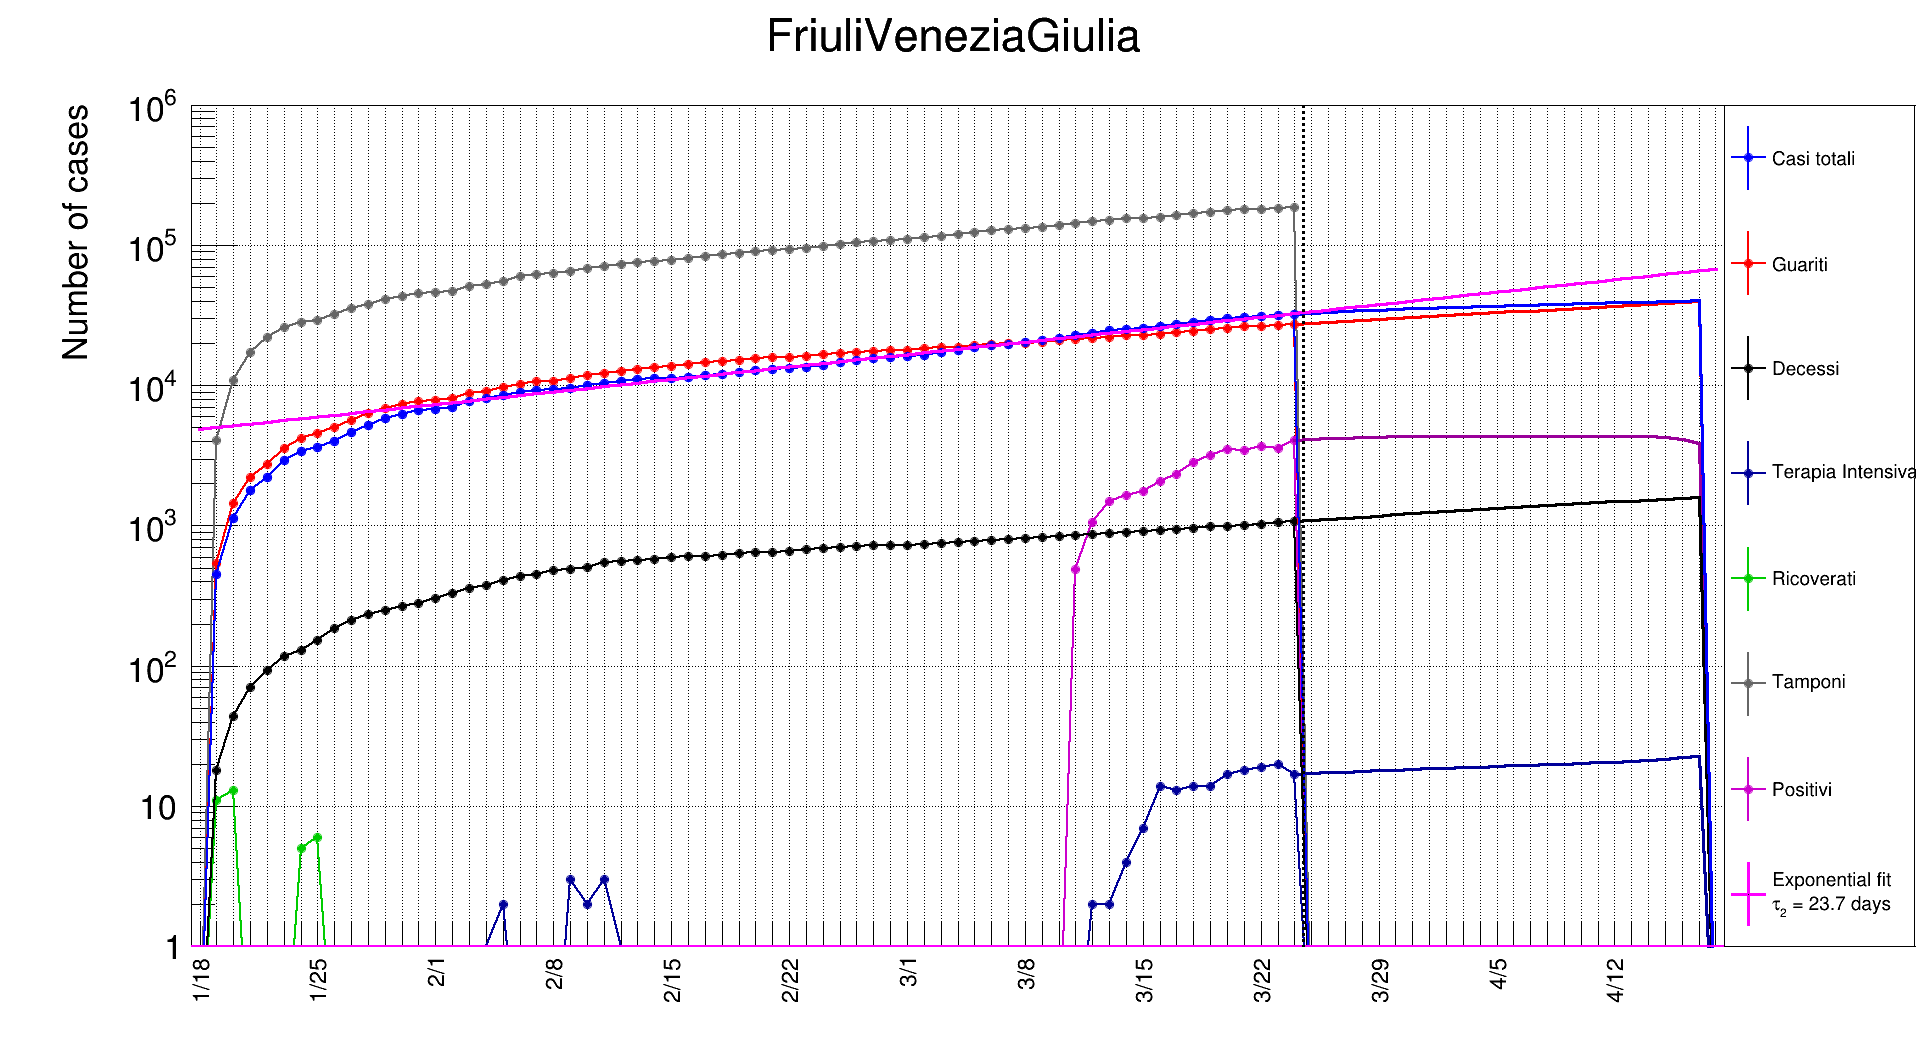 FriuliVeneziaGiulia
Number of cases
10^6
10^5
10^4
10^3
10^2
10
1
1/18
1/25
2/1
2/8
2/15
2/22
3/1
3/8
3/15
3/22
3/29
4/5
4/12
Casi totali
Guariti
Decessi
Terapia Intensiva
Ricoverati
Tamponi
Positivi
Exponential fit
τ_2 = 23.7 days